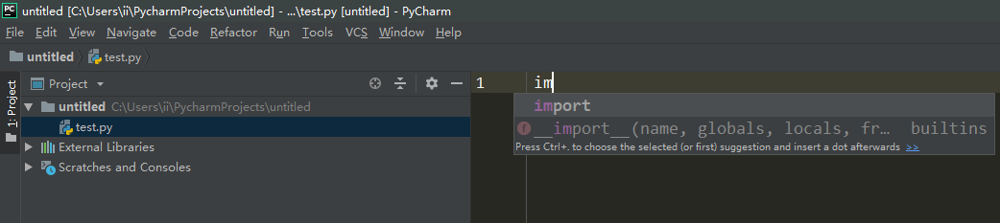 PC untitled [C:\Users\ii\PycharmProjects\untitled] - ...\test.py [untitled] - PyCharm
File Edit View Navigate Code Refactor Run Tools VCS Window Help
untitled test.py
1: Project
Project
untitled C:\Users\ii\PycharmProjects\untitled
test.py
External Libraries
Scratches and Consoles
1 im
import
f __import__(name, globals, locals, fr... builtins
Press Ctrl+. to choose the selected (or first) suggestion and insert a dot afterwards >>